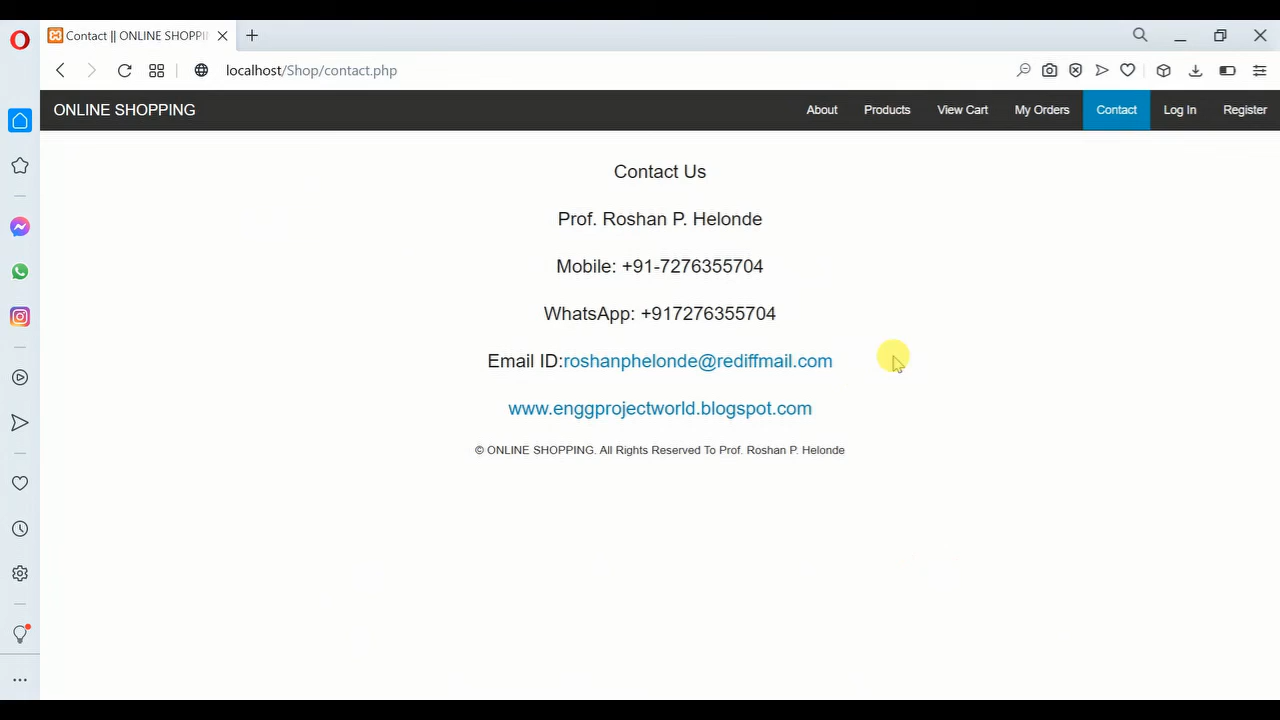 Contact || ONLINE SHOPPI
localhost/Shop/contact.php
ONLINE SHOPPING
About
Products
View Cart
My Orders
Contact
Log In
Register
Contact Us
Prof. Roshan P. Helonde
Mobile: +91-7276355704
WhatsApp: +917276355704
Email ID:roshanphelonde@rediffmail.com
www.enggprojectworld.blogspot.com
© ONLINE SHOPPING. All Rights Reserved To Prof. Roshan P. Helonde